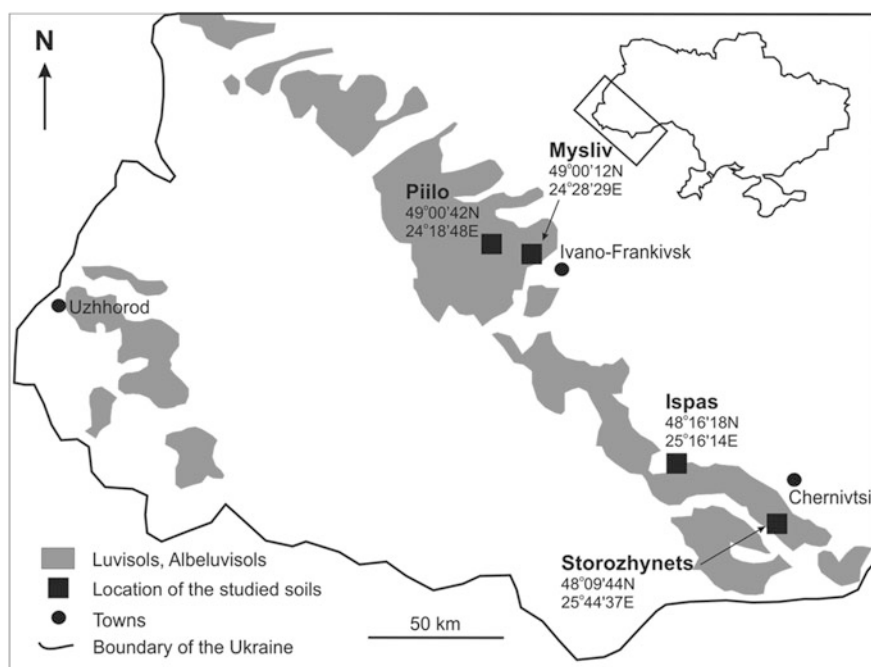 N
Mysliv
49°00'12N
24°28'29E
Piilo
49°00'42N
24°18'48E
Ivano-Frankivsk
Uzhhorod
Ispas
48°16'18N
25°16'14E
Chernivtsi
Storozhynets
48°09'44N
25°44'37E
Luvisols, Albeluvisols
Location of the studied soils
Towns
Boundary of the Ukraine
50 km